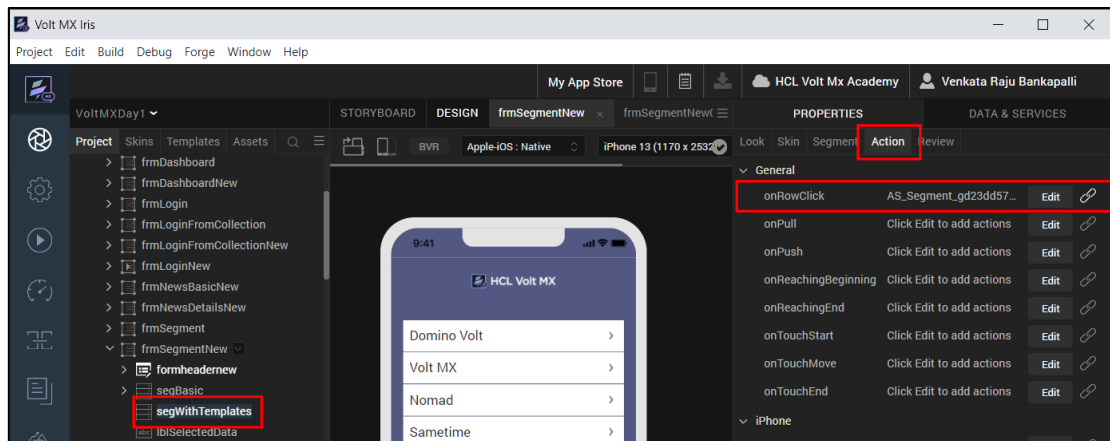 Volt MX Iris
Project Edit Build Debug Forge Window Help
My App Store HCL Volt Mx Academy Venkata Raju Bankapalli
VoltMXDay1 STORYBOARD DESIGN frmSegmentNew × frmSegmentNew( PROPERTIES DATA & SERVICES
Project Skins Templates Assets BVR Apple-iOS : Native iPhone 13 (1170 x 2532) Look Skin Segment Action Review
frmDashboard
frmDashboardNew
frmLogin
frmLoginFromCollection
frmLoginFromCollectionNew
frmLoginNew
frmNewsBasicNew
frmNewsDetailsNew
frmSegment
frmSegmentNew
formheadernew
segBasic
segWithTemplates
lblSelectedData
9:41
HCL Volt MX
Domino Volt
Volt MX
Nomad
Sametime
General
onRowClick AS_Segment_gd23dd57... Edit
onPull Click Edit to add actions Edit
onPush Click Edit to add actions Edit
onReachingBeginning Click Edit to add actions Edit
onReachingEnd Click Edit to add actions Edit
onTouchStart Click Edit to add actions Edit
onTouchMove Click Edit to add actions Edit
onTouchEnd Click Edit to add actions Edit
iPhone